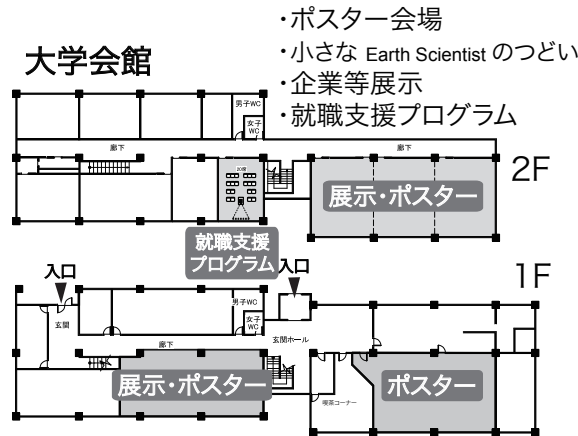 ・ポスター会場
・小さな Earth Scientist のつどい
・企業等展示
・就職支援プログラム
大学会館
男子WC
女子
WC
廊下
廊下
2F
展示・ポスター
就職支援
プログラム
入口
入口
1F
玄関
男子WC
女子
WC
玄関ホール
廊下
展示・ポスター
ポスター
喫茶コーナー